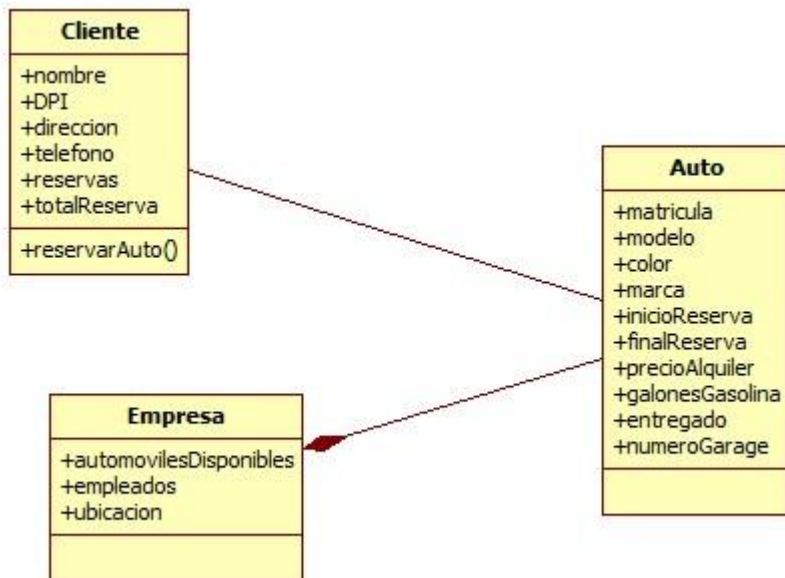 Cliente
+nombre
+DPI
+direccion
+telefono
+reservas
+totalReserva
+reservarAuto()
Auto
+matricula
+modelo
+color
+marca
+inicioReserva
+finalReserva
+precioAlquiler
+galonesGasolina
+entregado
+numeroGarage
Empresa
+automovilesDisponibles
+empleados
+ubicacion